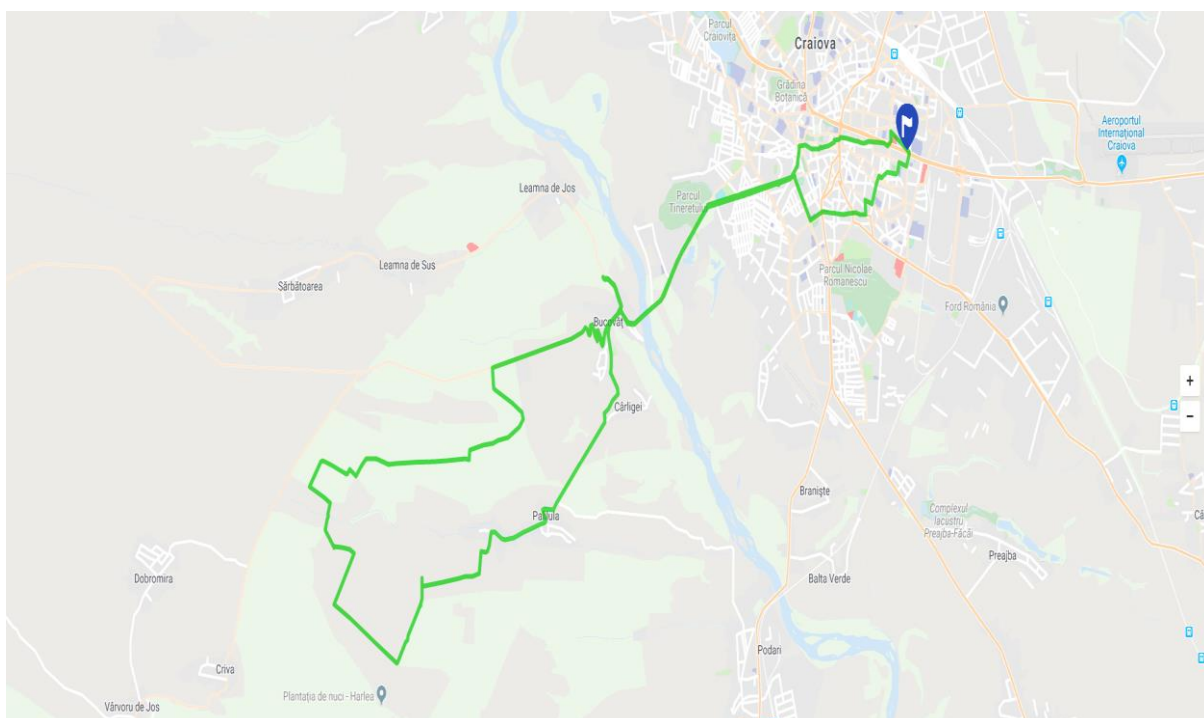 Parcul
Craiovița
Craiova
Grădina
Botanică
Aeroportul
Internațional
Craiova
Leamna de Jos
Parcul
Tineretului
Leamna de Sus
Sărbătoarea
Parcul Nicolae
Romanescu
Ford România
Bucovăț
+
−
Cârligei
Braniște
Complexul
lacustru
Preajba-Făcăi
Preajba
Dobromira
Balta Verde
Podari
Criva
Plantația de nuci - Harlea
Vârvoru de Jos